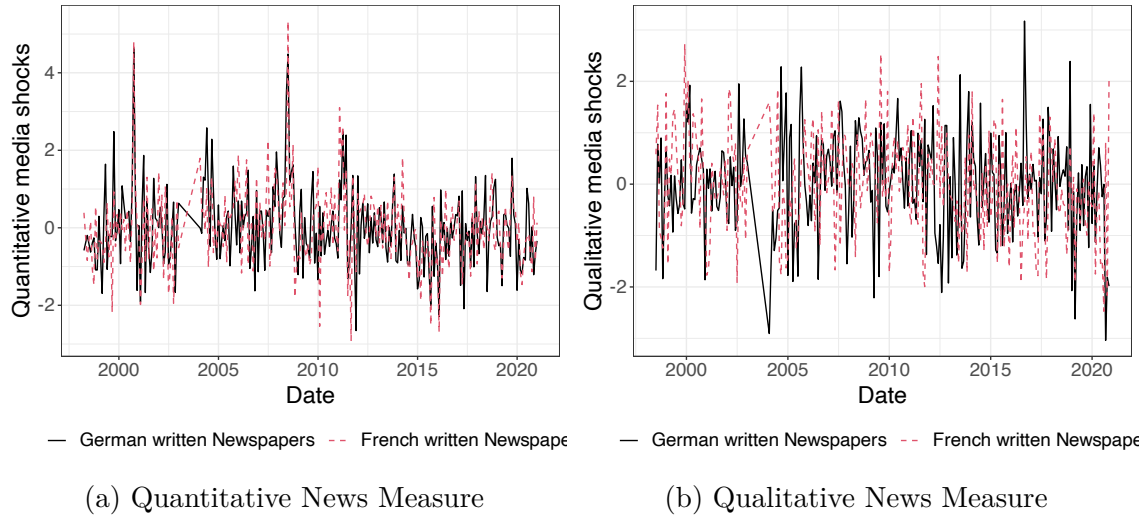 Quantitative media shocks
4
2
0
-2
2000 2005 2010 2015 2020
Date
German written Newspapers French written Newspape
(a) Quantitative News Measure
Qualitative media shocks
2
0
-2
2000 2005 2010 2015 2020
Date
German written Newspapers French written Newspape
(b) Qualitative News Measure